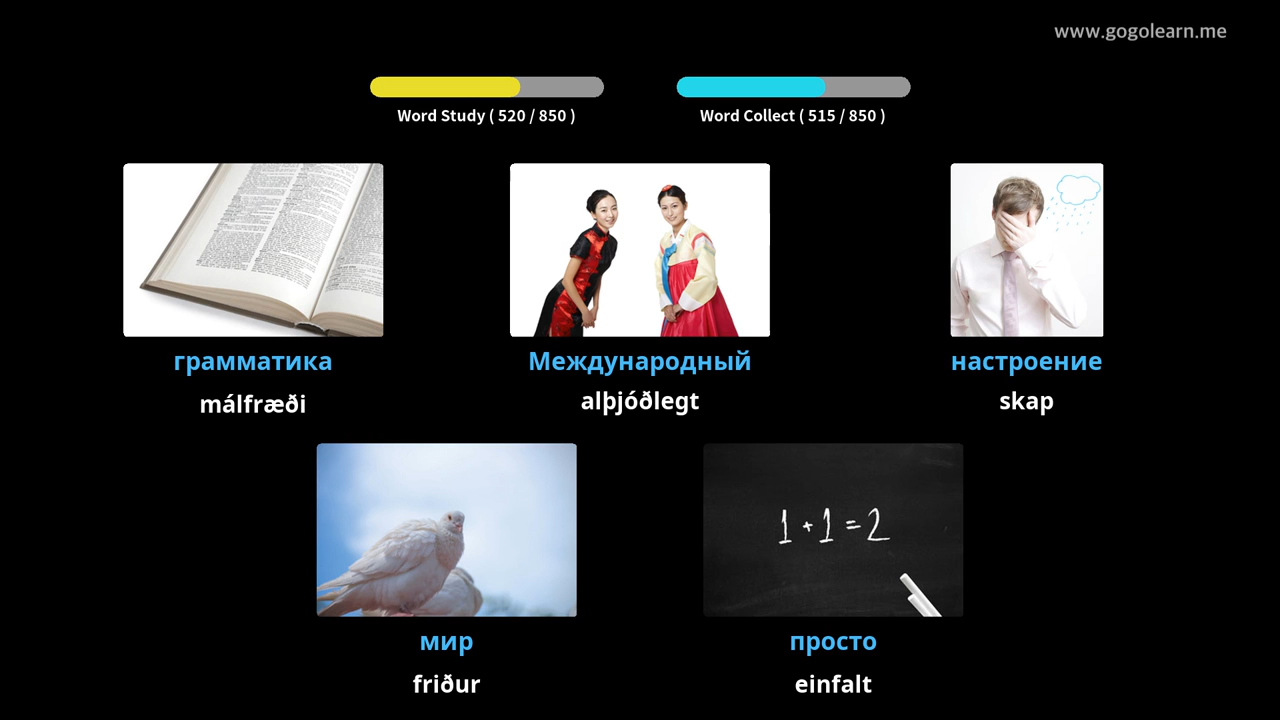 www.gogolearn.me
Word Study ( 520 / 850 )
Word Collect ( 515 / 850 )
грамматика
málfræði
Международный
alþjóðlegt
настроение
skap
1 + 1 = 2
мир
friður
просто
einfalt